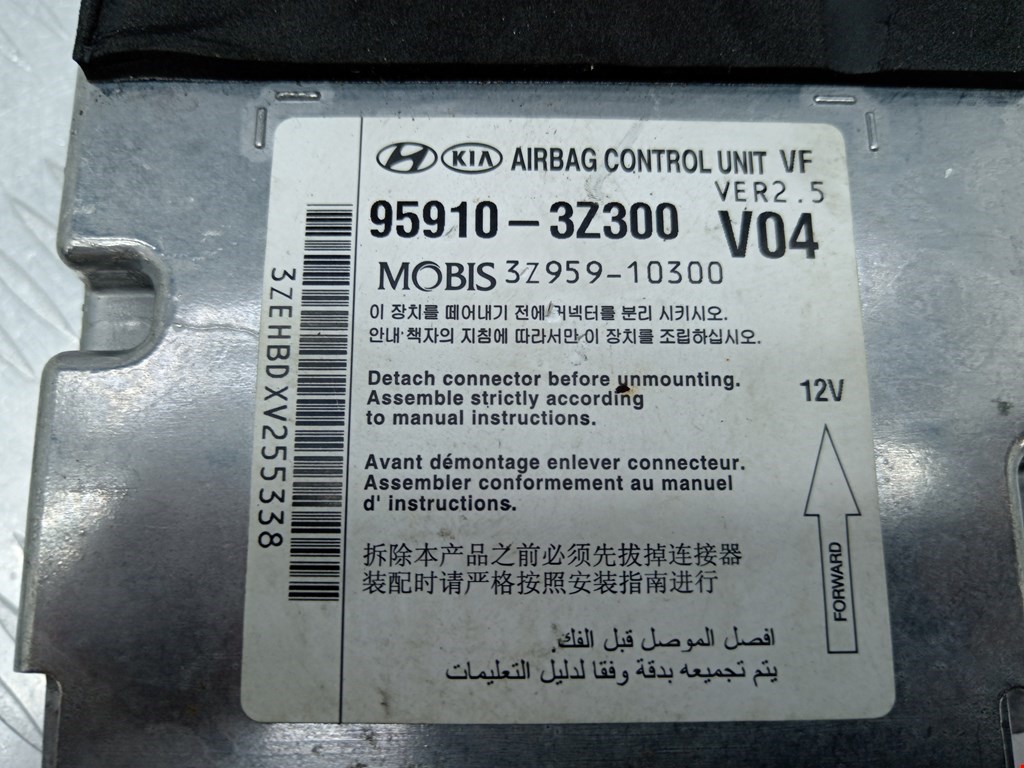 KIA AIRBAG CONTROL UNIT VF
VER2.5
95910-3Z300 V04
MOBIS 3Z959-10300
이 장치를 떼어내기 전에 커넥터를 분리 시키시오.
안내·책자의 지침에 따라서만 이 장치를 조립하십시오.
Detach connector before unmounting.
Assemble strictly according
to manual instructions.
12V
Avant démontage enlever connecteur.
Assembler conformement au manuel
d' instructions.
FORWARD
拆除本产品之前必须先拔掉连接器
装配时请严格按照安装指南进行
افصل الموصل قبل الفك.
يتم تجميعه بدقة وفقا لدليل التعليمات
3ZEHBDXV255338